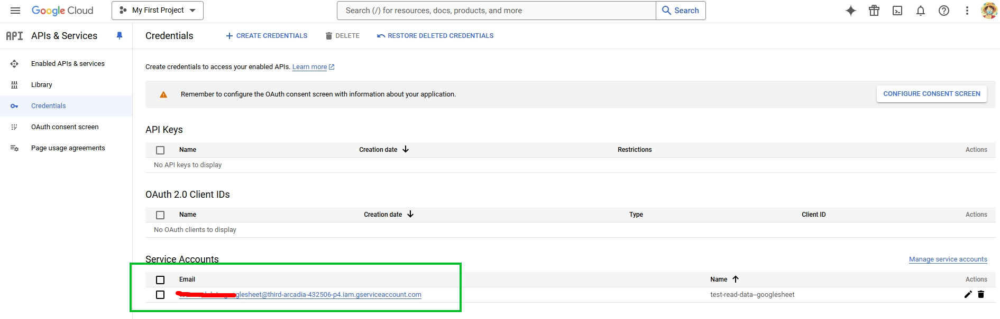 Google Cloud
My First Project
Search (/) for resources, docs, products, and more
Search
API APIs & Services
Credentials
CREATE CREDENTIALS
DELETE
RESTORE DELETED CREDENTIALS
Enabled APIs & services
Library
Credentials
OAuth consent screen
Page usage agreements
Create credentials to access your enabled APIs. Learn more
Remember to configure the OAuth consent screen with information about your application.
CONFIGURE CONSENT SCREEN
API Keys
Name Creation date Restrictions Actions
No API keys to display
OAuth 2.0 Client IDs
Name Creation date Type Client ID Actions
No OAuth clients to display
Service Accounts
Manage service accounts
Email Name Actions
glesheet@third-arcadia-432506-p4.iam.gserviceaccount.com test-read-data--googlesheet